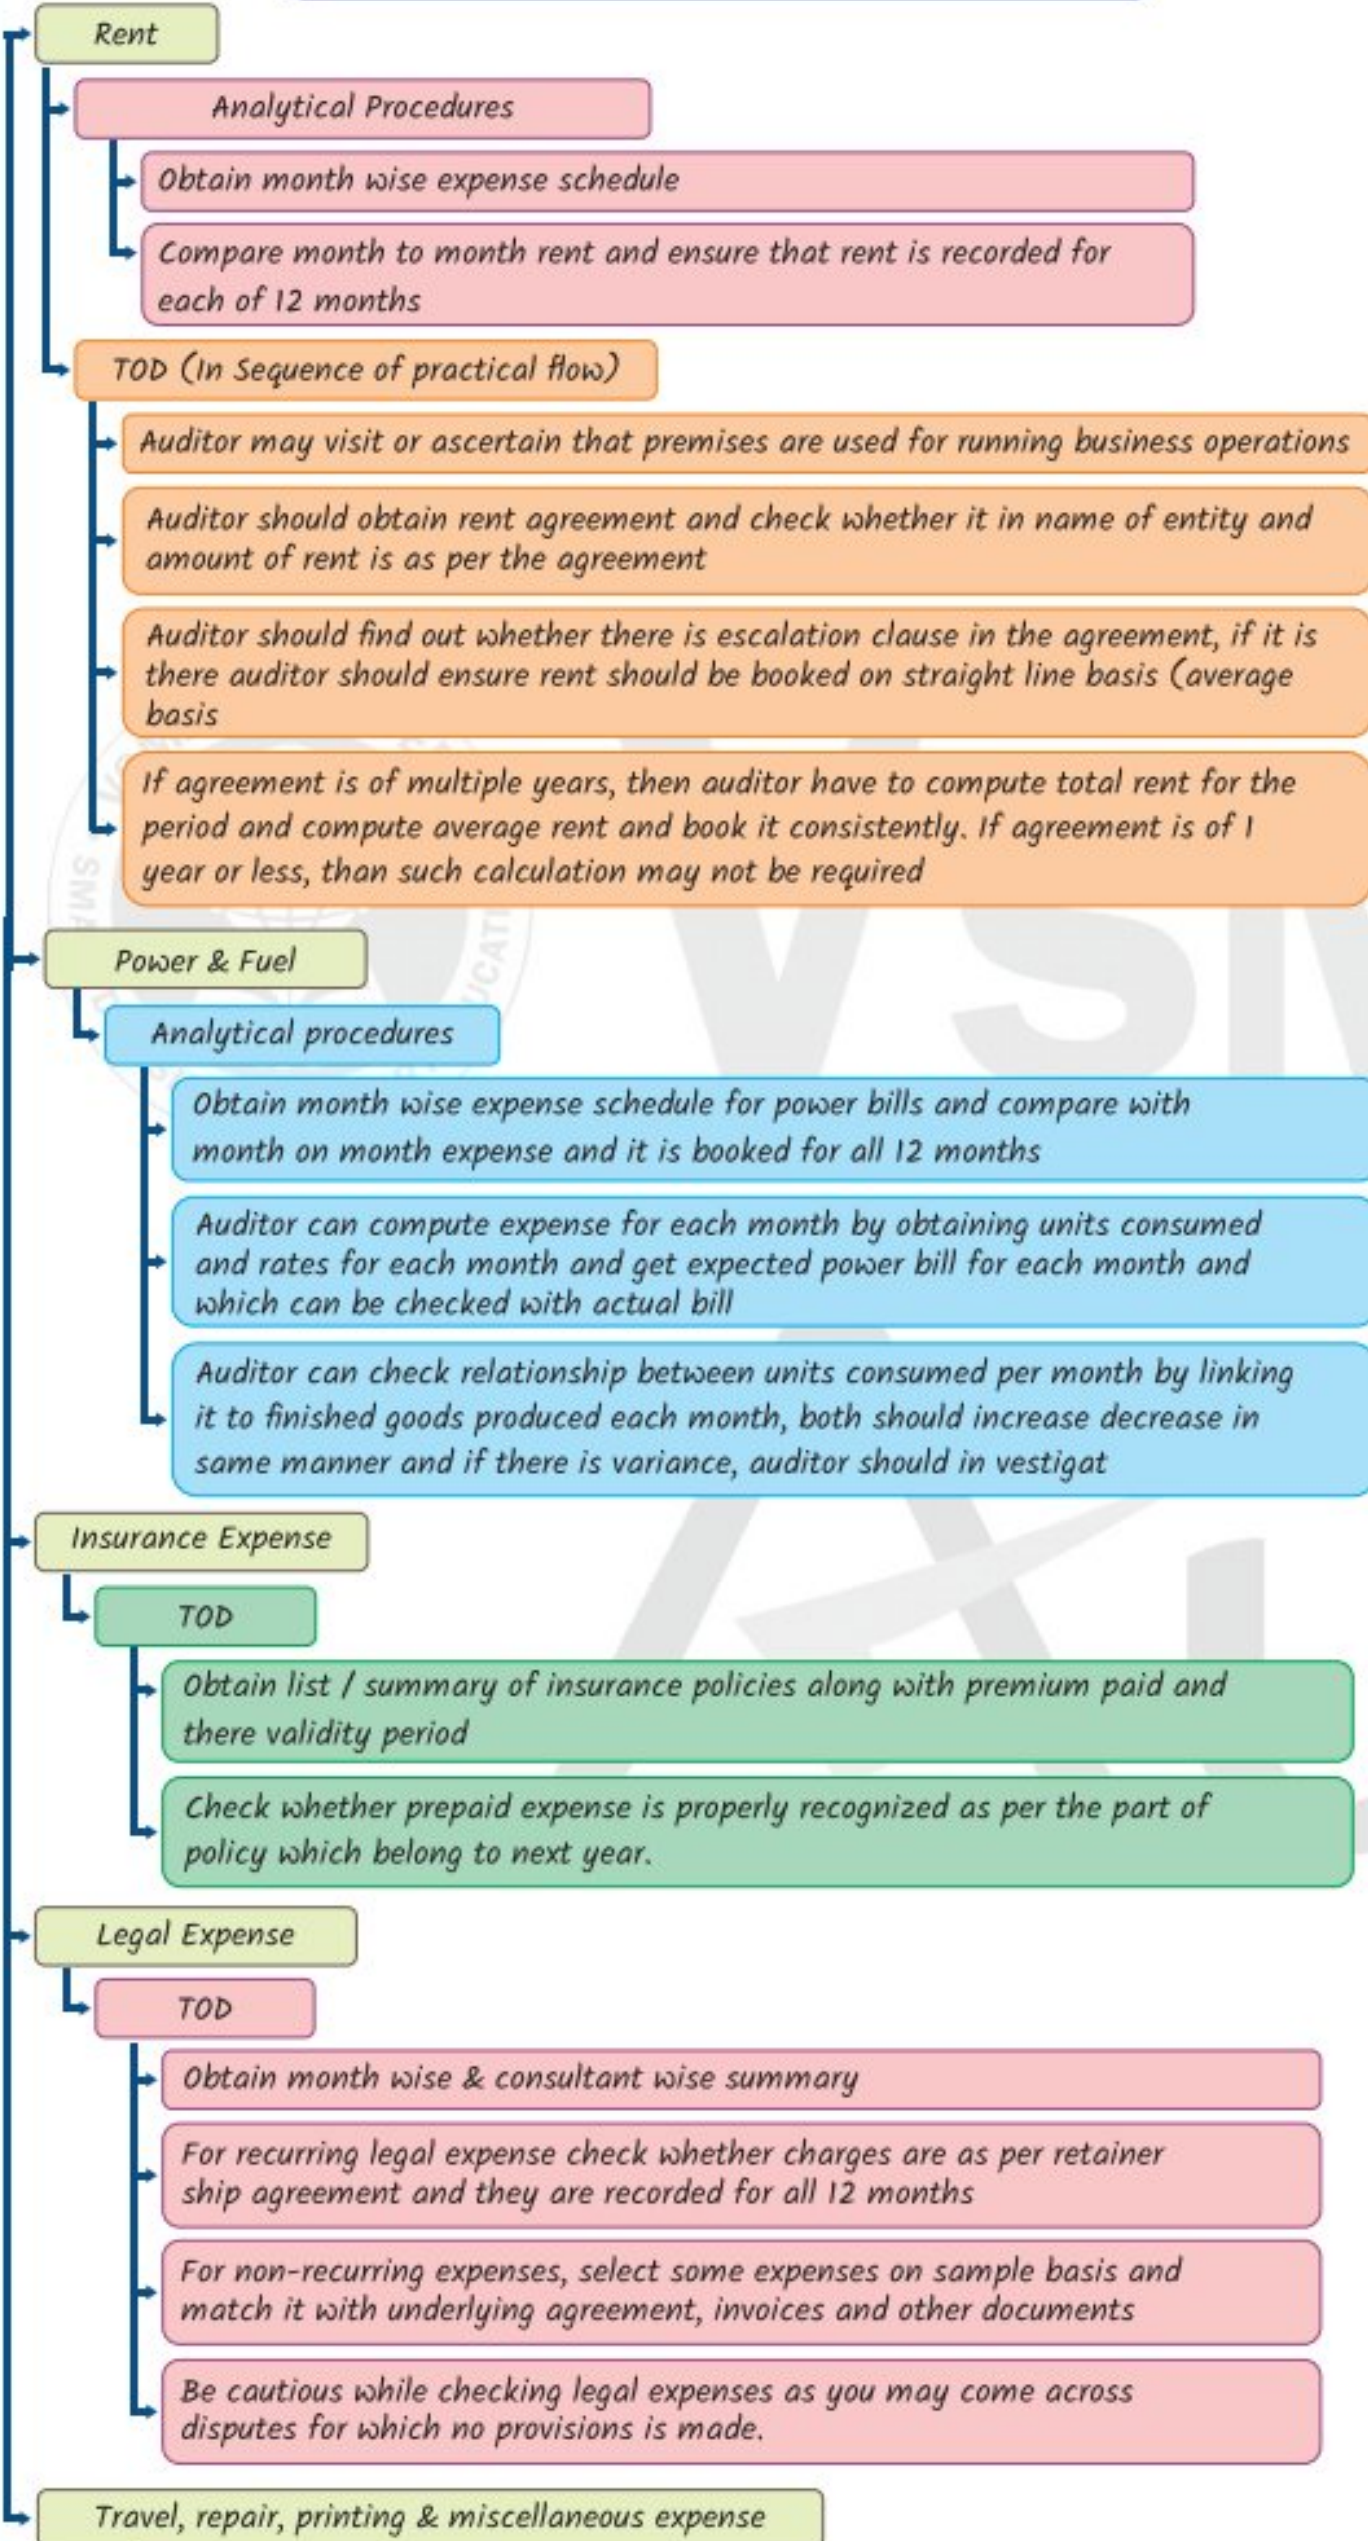 Rent
Analytical Procedures
Obtain month wise expense schedule
Compare month to month rent and ensure that rent is recorded for
each of 12 months
TOD (In Sequence of practical flow)
Auditor may visit or ascertain that premises are used for running business operations
Auditor should obtain rent agreement and check whether it in name of entity and
amount of rent is as per the agreement
Auditor should find out whether there is escalation clause in the agreement, if it is
there auditor should ensure rent should be booked on straight line basis (average
basis
If agreement is of multiple years, then auditor have to compute total rent for the
period and compute average rent and book it consistently. If agreement is of 1
year or less, than such calculation may not be required
Power & Fuel
Analytical procedures
Obtain month wise expense schedule for power bills and compare with
month on month expense and it is booked for all 12 months
Auditor can compute expense for each month by obtaining units consumed
and rates for each month and get expected power bill for each month and
which can be checked with actual bill
Auditor can check relationship between units consumed per month by linking
it to finished goods produced each month, both should increase decrease in
same manner and if there is variance, auditor should in vestigat
Insurance Expense
TOD
Obtain list / summary of insurance policies along with premium paid and
there validity period
Check whether prepaid expense is properly recognized as per the part of
policy which belong to next year.
Legal Expense
TOD
Obtain month wise & consultant wise summary
For recurring legal expense check whether charges are as per retainer
ship agreement and they are recorded for all 12 months
For non-recurring expenses, select some expenses on sample basis and
match it with underlying agreement, invoices and other documents
Be cautious while checking legal expenses as you may come across
disputes for which no provisions is made.
Travel, repair, printing & miscellaneous expense